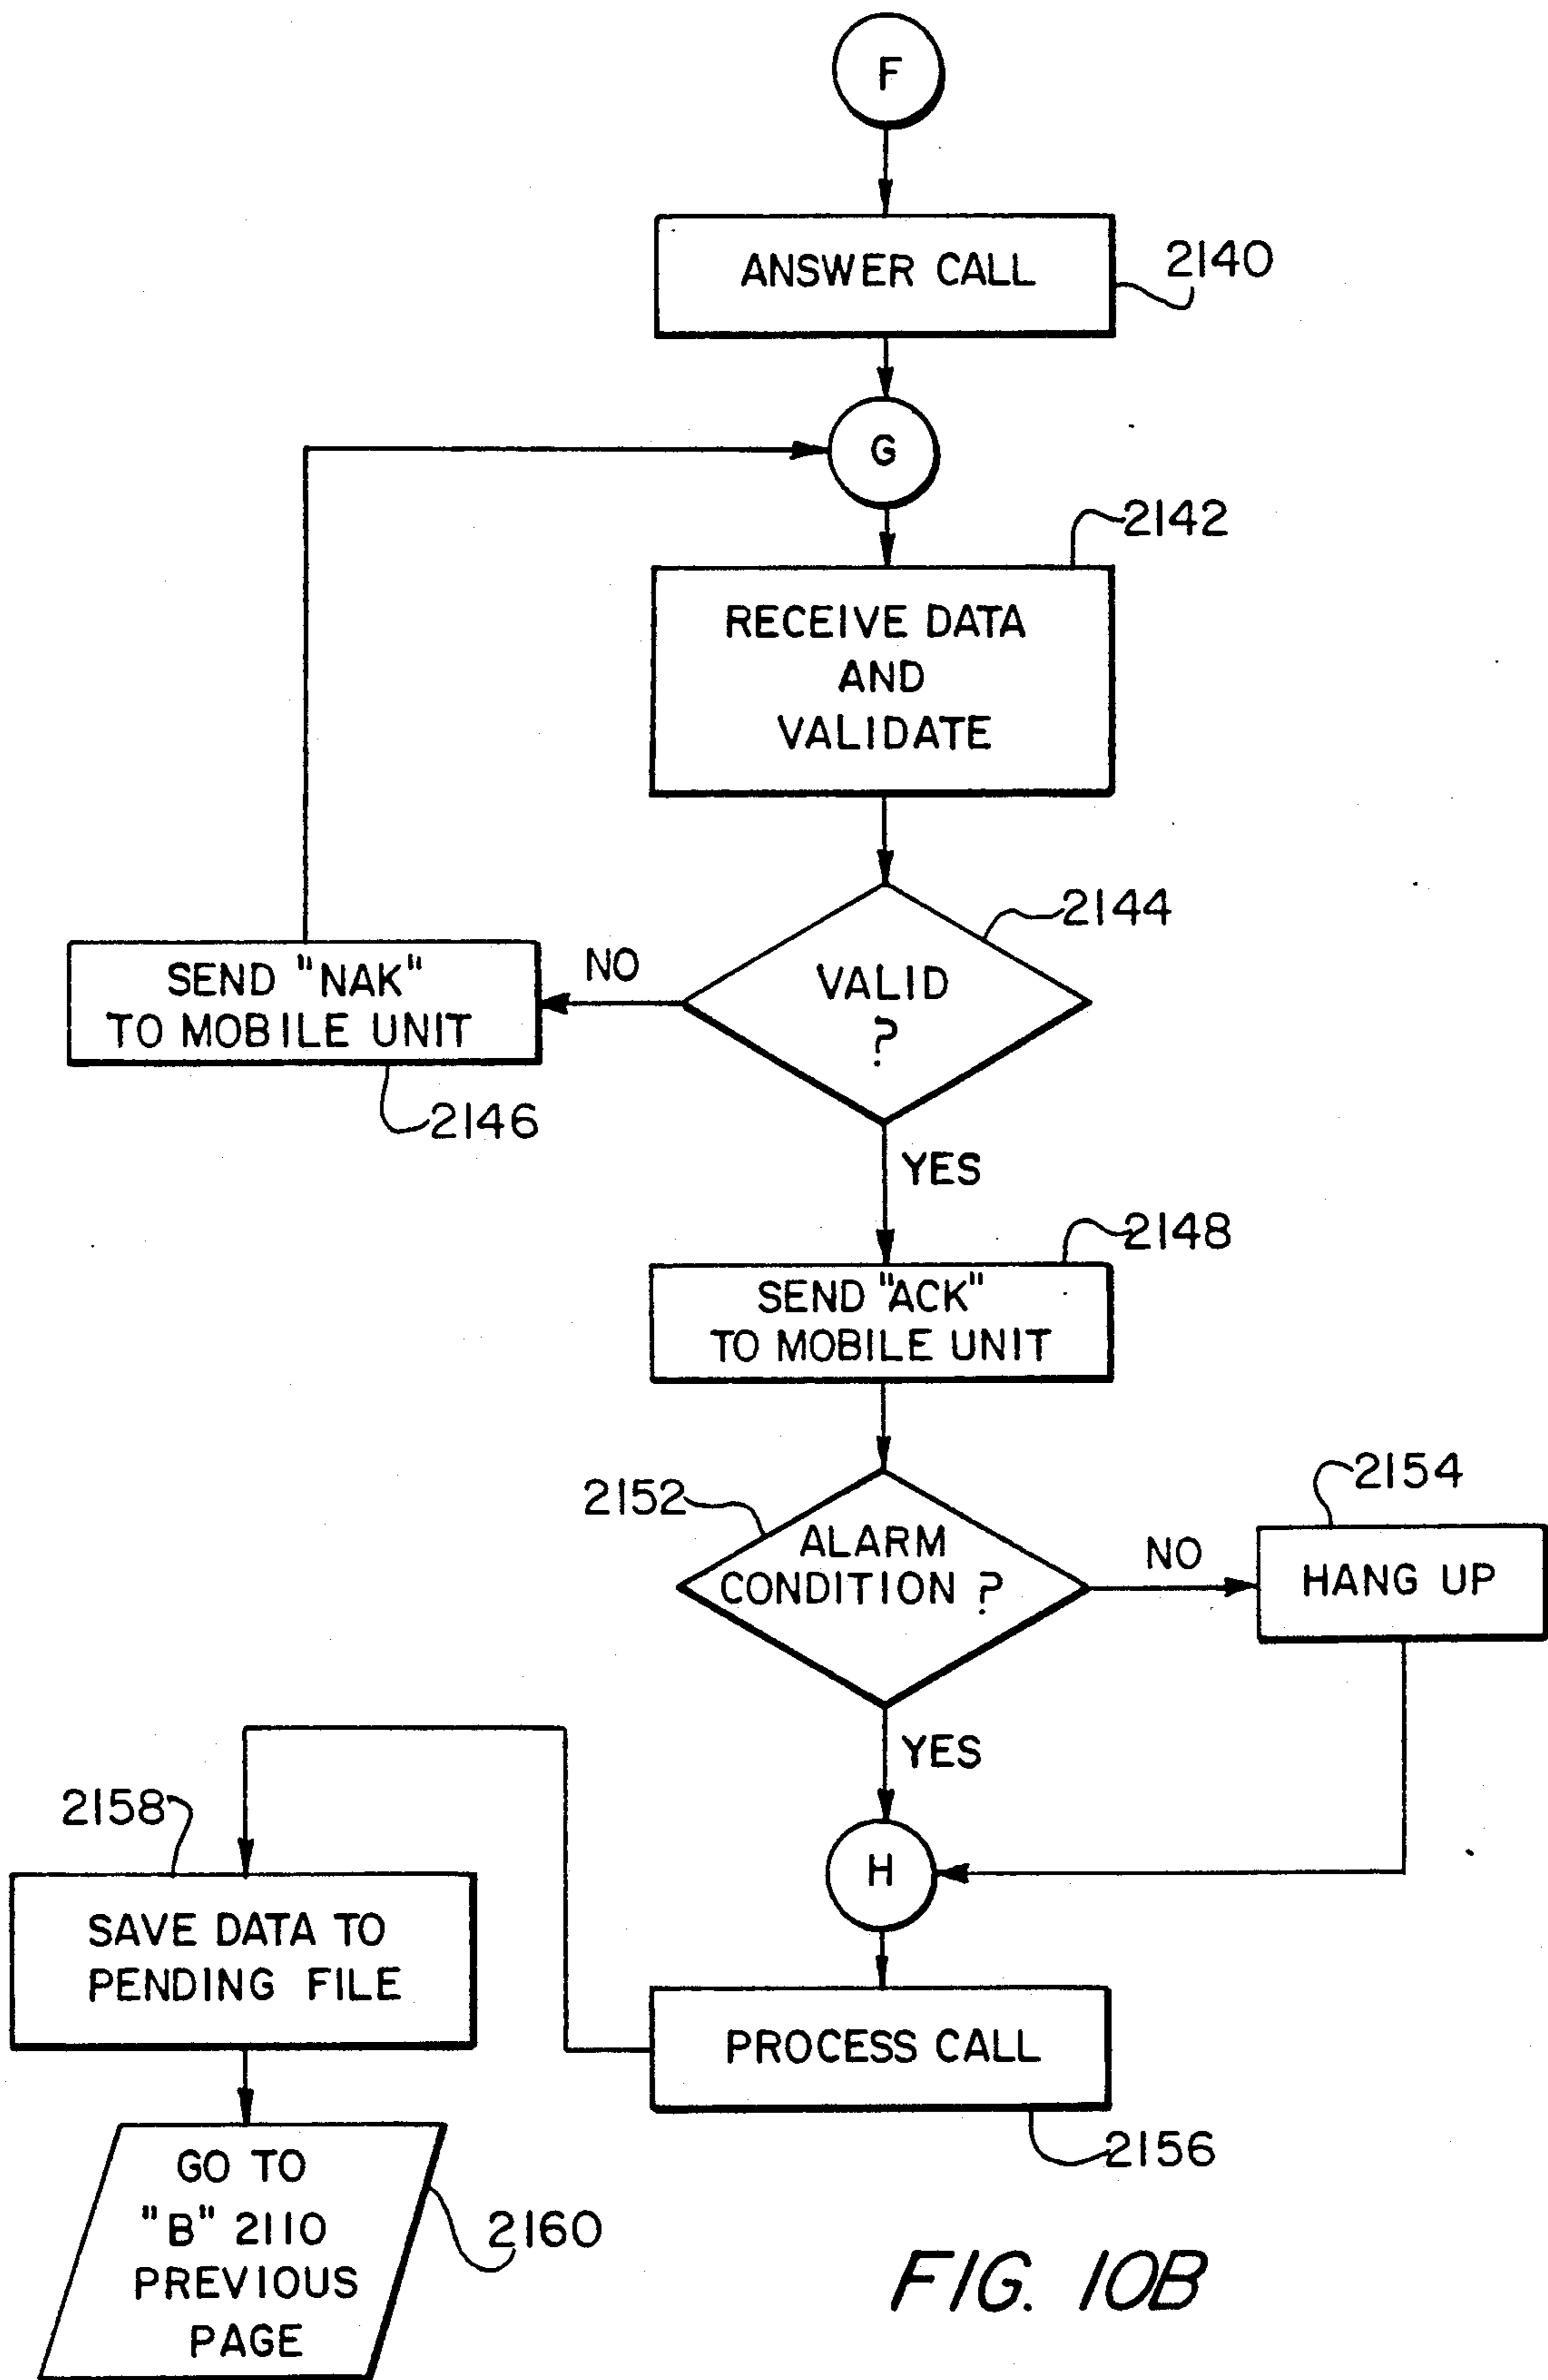 F
ANSWER CALL
2140
G
2142
RECEIVE DATA
AND
VALIDATE
2144
VALID
?
NO
SEND "NAK"
TO MOBILE UNIT
2146
YES
2148
SEND "ACK"
TO MOBILE UNIT
2152
ALARM
CONDITION ?
NO
2154
HANG UP
YES
H
2158
SAVE DATA TO
PENDING FILE
PROCESS CALL
2156
GO TO
"B" 2110
PREVIOUS
PAGE
2160
FIG. 10B